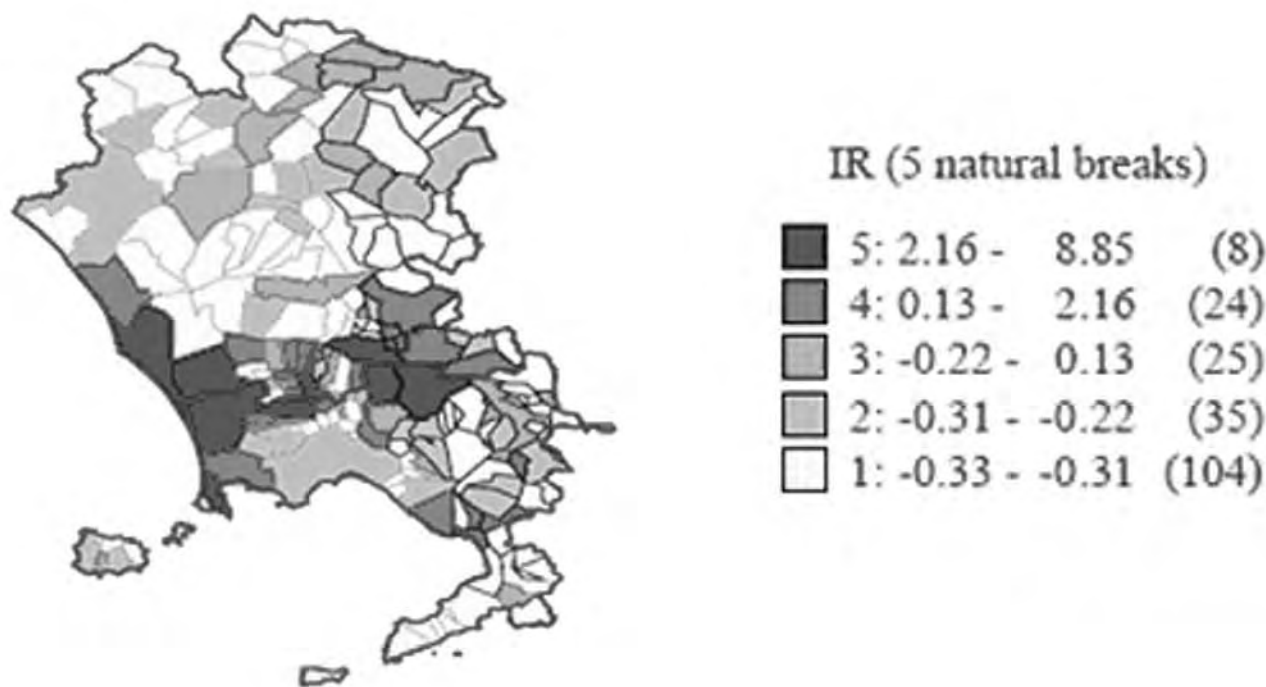 IR (5 natural breaks)
5: 2.16 - 8.85 (8)
4: 0.13 - 2.16 (24)
3: -0.22 - 0.13 (25)
2: -0.31 - -0.22 (35)
1: -0.33 - -0.31 (104)